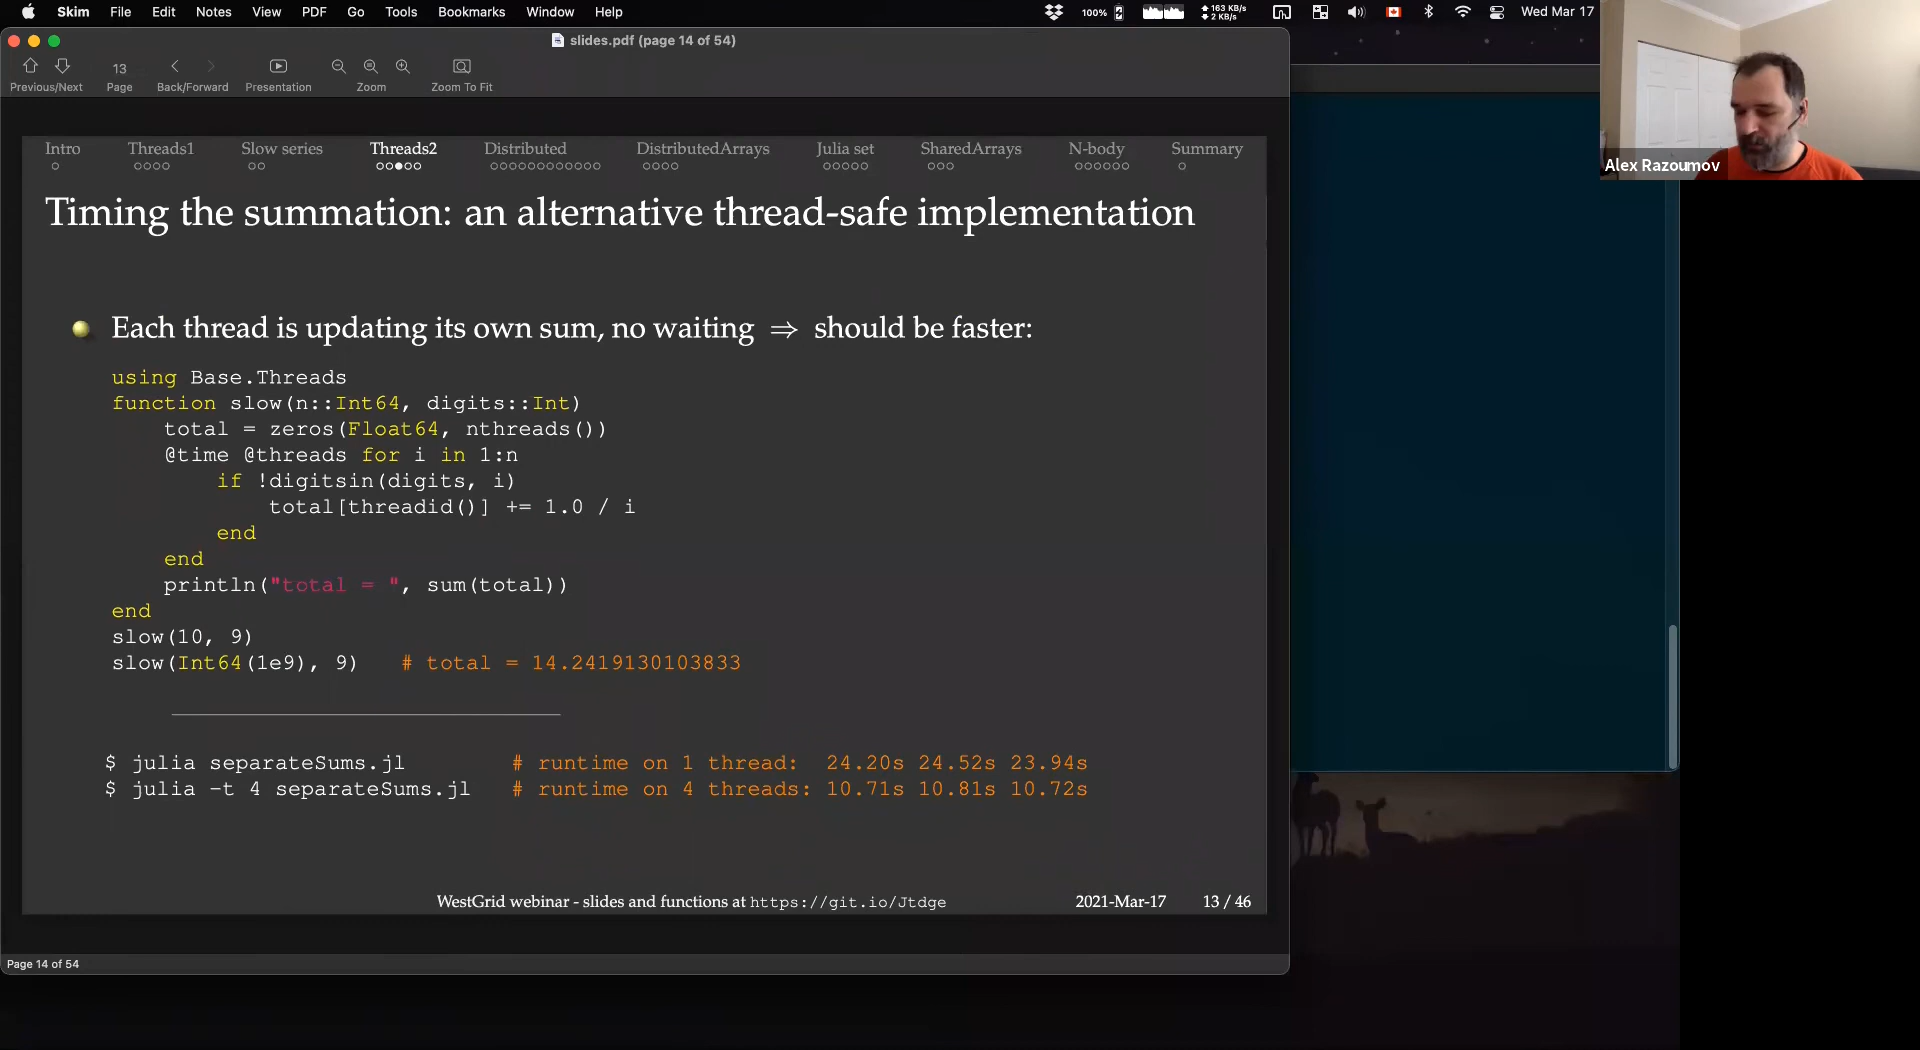 Skim File Edit Notes View PDF Go Tools Bookmarks Window Help 100% 163 KB/s 2 KB/s Wed Mar 17
slides.pdf (page 14 of 54)
13
Previous/Next Page Back/Forward Presentation Zoom Zoom To Fit
Alex Razoumov
Intro Threads1 Slow series Threads2 Distributed DistributedArrays Julia set SharedArrays N-body Summary
Timing the summation: an alternative thread-safe implementation
Each thread is updating its own sum, no waiting ⇒ should be faster:
using Base.Threads
function slow(n::Int64, digits::Int)
total = zeros(Float64, nthreads())
@time @threads for i in 1:n
if !digitsin(digits, i)
total[threadid()] += 1.0 / i
end
end
println("total = ", sum(total))
end
slow(10, 9)
slow(Int64(1e9), 9) # total = 14.2419130103833
$ julia separateSums.jl # runtime on 1 thread: 24.20s 24.52s 23.94s
$ julia -t 4 separateSums.jl # runtime on 4 threads: 10.71s 10.81s 10.72s
WestGrid webinar - slides and functions at https://git.io/Jtdge 2021-Mar-17 13 / 46
Page 14 of 54